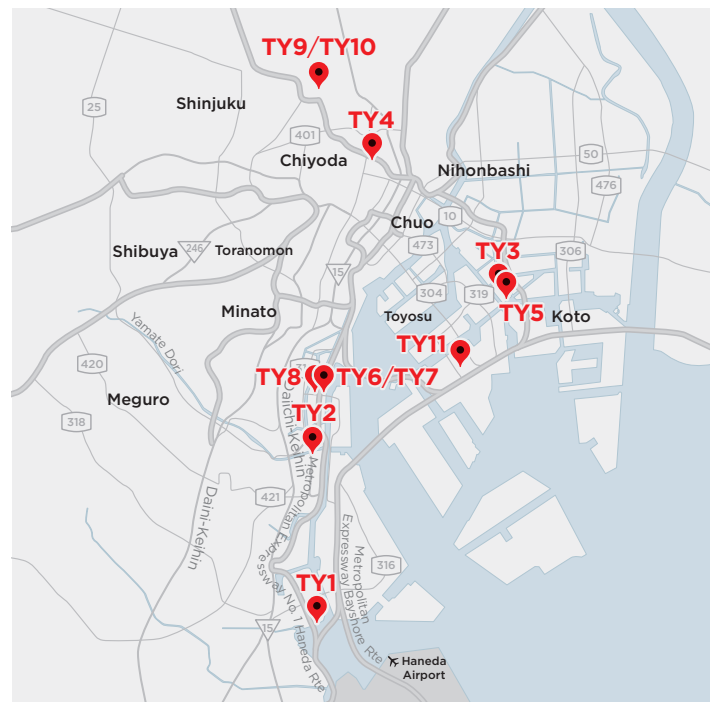 TY9/TY10
Shinjuku
25
TY4
401
Chiyoda
Nihonbashi
50
476
10
Chuo
473
Shibuya
246
Toranomon
15
TY3
306
304
319
TY5
Minato
Toyosu
Koto
Yamate Dori
TY11
420
TY8
TY6/TY7
Meguro
Daiichi-Keihin
TY2
318
421
Daini-Keihin
Metropolitan Expressway No. 1 Haneda Rte
Metropolitan
Expressway Bayshore Rte
316
TY1
15
Haneda
Airport